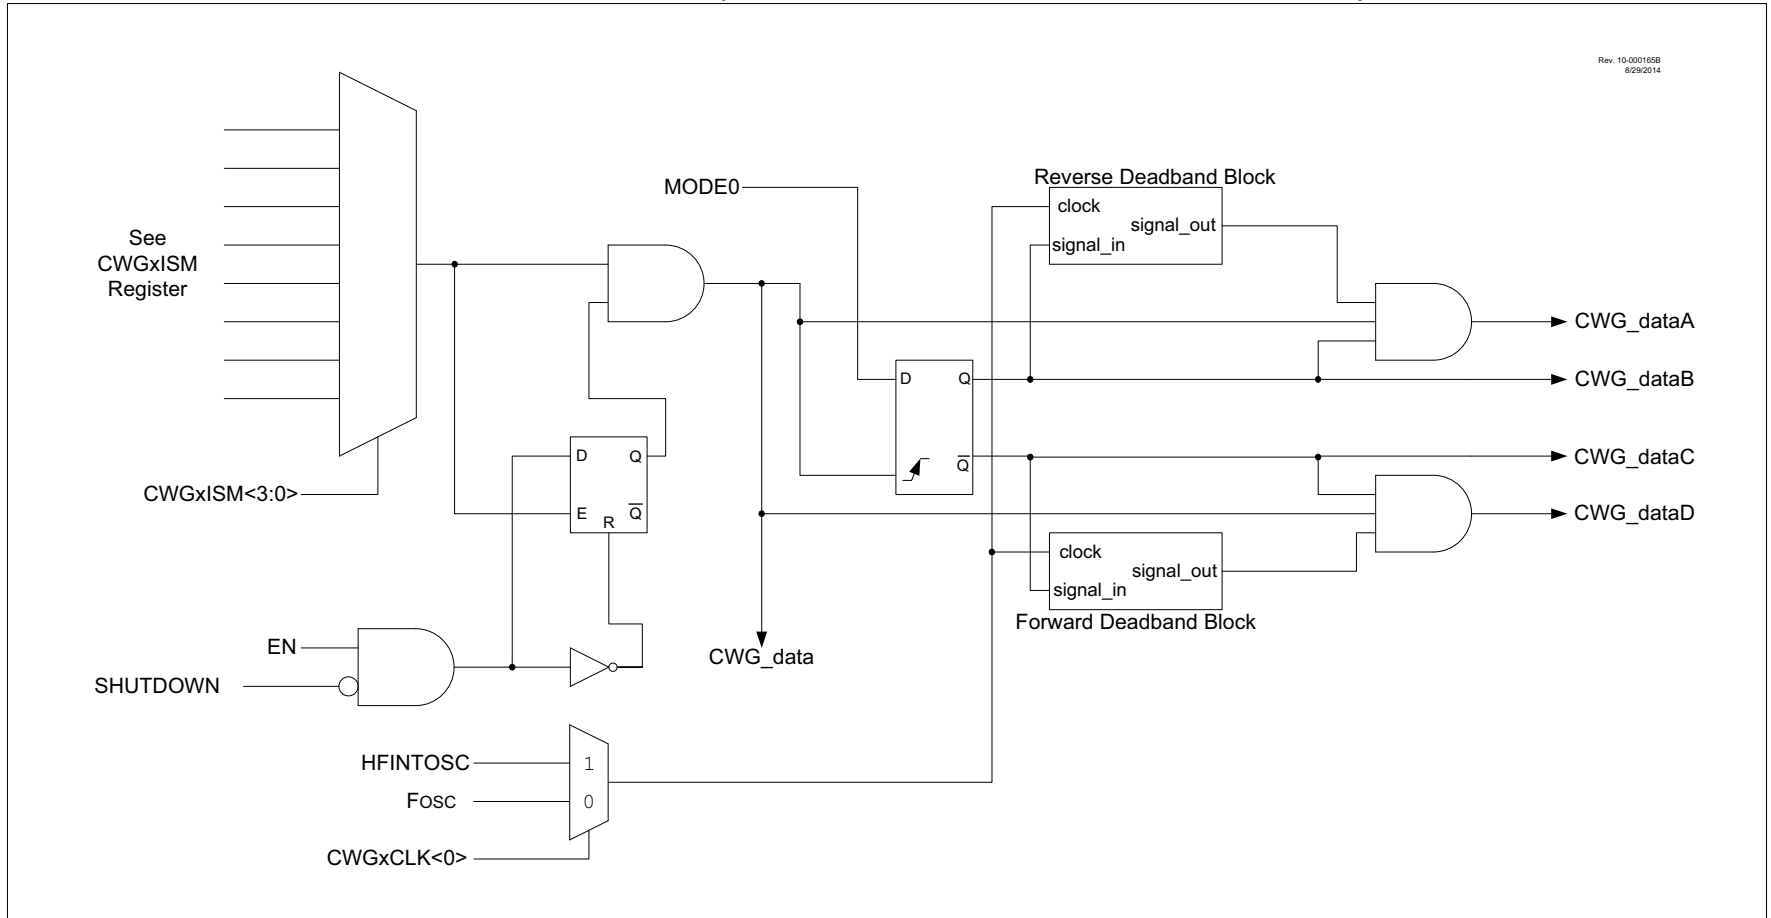 Rev. 10-000165B
8/29/2014
See
CWGxISM
Register
CWGxISM<3:0>
MODE0
Reverse Deadband Block
clock
signal_out
signal_in
CWG_dataA
D
Q
CWG_dataB
Q
CWG_dataC
D
Q
E
R
Q
CWG_dataD
clock
signal_out
signal_in
Forward Deadband Block
EN
SHUTDOWN
CWG_data
HFINTOSC
1
FOSC
0
CWGxCLK<0>